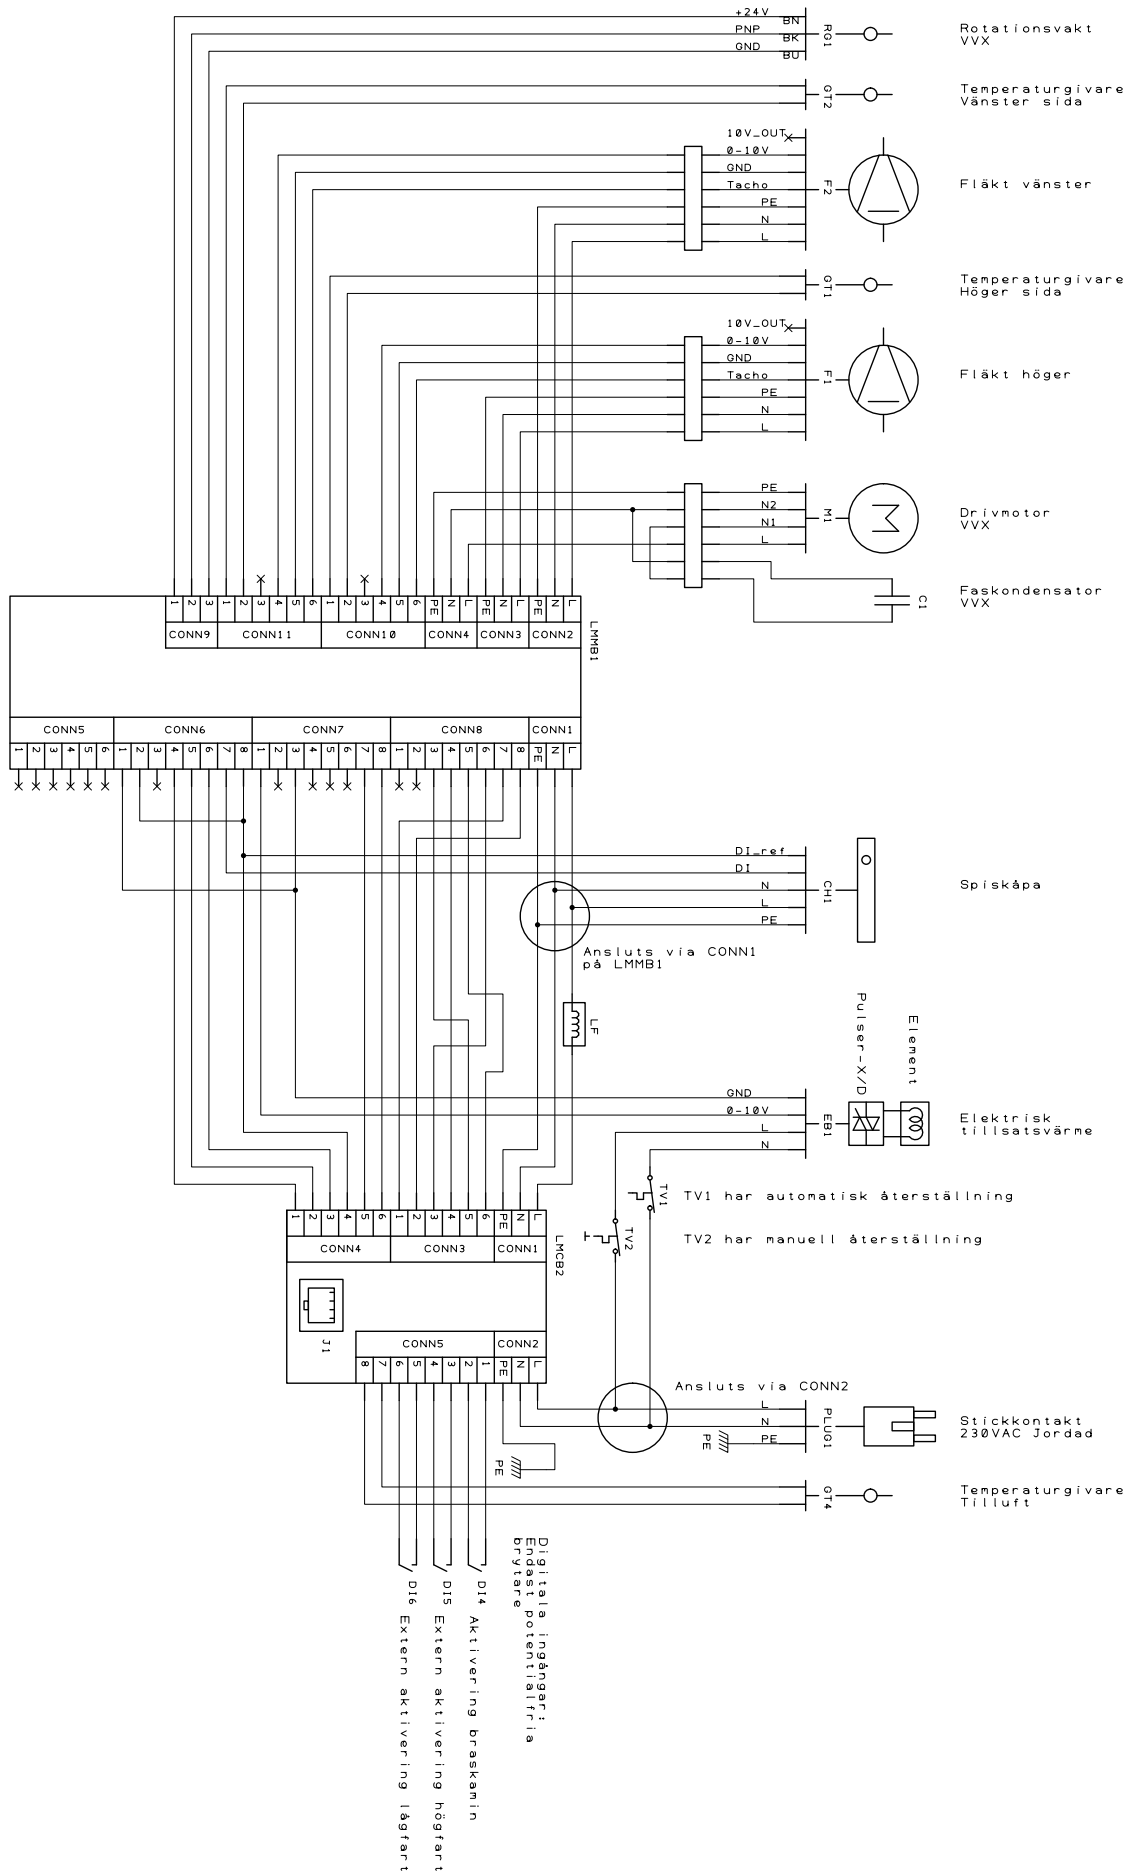 +24V
BN
PNP
BK
GND
BU
RG1
Rotationsvakt
VVX
GT2
Temperaturgivare
Vänster sida
10V_OUT
0-10V
GND
Tacho
PE
N
L
F2
Fläkt vänster
GT1
Temperaturgivare
Höger sida
10V_OUT
0-10V
GND
Tacho
PE
N
L
F1
Fläkt höger
PE
N2
N1
L
M1
M
Drivmotor
VVX
C1
Faskondensator
VVX
1 2 3 1 2 3 4 5 6 1 2 3 4 5 6 PE N L PE N L PE N L
CONN9 CONN11 CONN10 CONN4 CONN3 CONN2
LMMB1
CONN5 CONN6 CONN7 CONN8 CONN1
1 2 3 4 5 6 1 2 3 4 5 6 7 8 1 2 3 4 5 6 7 8 1 2 3 4 5 6 7 8 PE N L
DI_ref
DI
N
L
PE
CH1
Spiskåpa
Ansluts via CONN1
på LMMB1
LF
Pulser-X/D
Element
GND
0-10V
L
N
EB1
Elektrisk
tillsatsvärme
TV1
TV1 har automatisk återställning
TV2
TV2 har manuell återställning
1 2 3 4 5 6 1 2 3 4 5 6 PE N L
CONN4 CONN3 CONN1
LMCB2
J1
CONN5 CONN2
8 7 6 5 4 3 2 1 PE N L
Ansluts via CONN2
L
N
PE
PE
PLUG1
Stickkontakt
230VAC Jordad
PE
GT4
Temperaturgivare
Tilluft
Digitala ingångar:
Endast potentialfria
brytare
DI4 Aktivering braskamin
DI5 Extern aktivering högfart
DI6 Extern aktivering lågfart